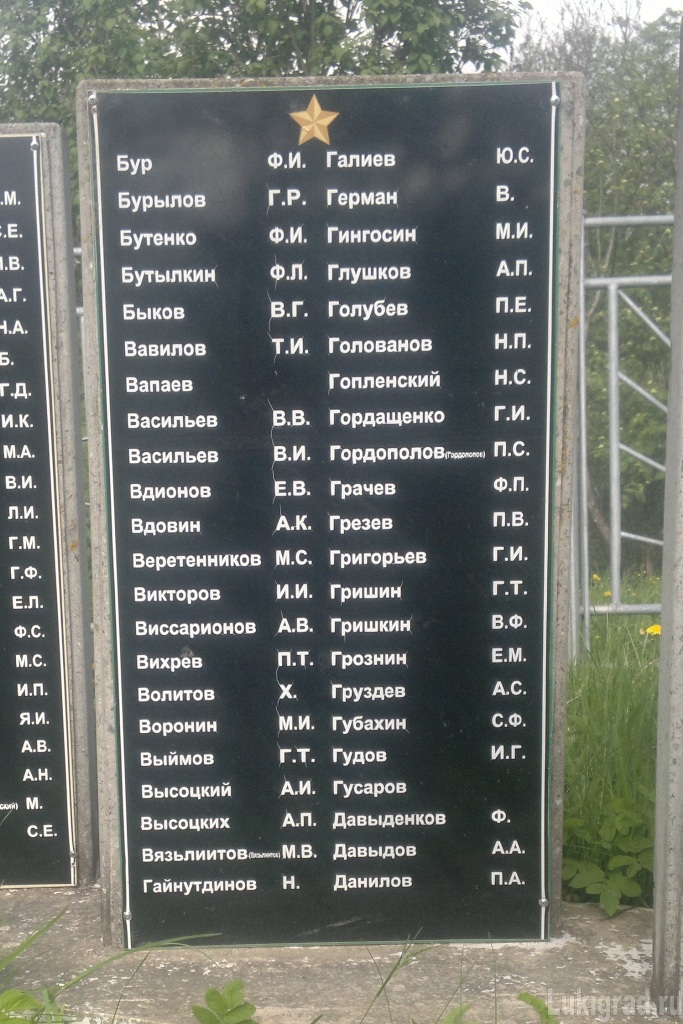 .М.
С.Е.
.В.
А.Г.
Н.А.
Б.
Г.Д.
И.К.
М.А.
В.И.
Л.И.
Г.М.
Г.Ф.
Е.Л.
Ф.С.
М.С.
И.П.
Я.И.
А.В.
А.Н.
М.
С.Е.
Бур Ф.И. Галиев Ю.С.
Бурылов Г.Р. Герман В.
Бутенко Ф.И. Гингосин М.И.
Бутылкин Ф.Л. Глушков А.П.
Быков В.Г. Голубев П.Е.
Вавилов Т.И. Голованов Н.П.
Вапаев Гопленский Н.С.
Васильев В.В. Гордащенко Г.И.
Васильев В.И. Гордополов(Гордополов) П.С.
Вдионов Е.В. Грачев Ф.П.
Вдовин А.К. Грезев П.В.
Веретенников М.С. Григорьев Г.И.
Викторов И.И. Гришин Г.Т.
Виссарионов А.В. Гришкин В.Ф.
Вихрев П.Т. Грознин Е.М.
Волитов Х. Груздев А.С.
Воронин М.И. Губахин С.Ф.
Выймов Г.Т. Гудов И.Г.
Высоцкий А.И. Гусаров
Высоцких А.П. Давыденков Ф.
Вязьлиитов М.В. Давыдов А.А.
Гайнутдинов Н. Данилов П.А.
Lukigrad.ru